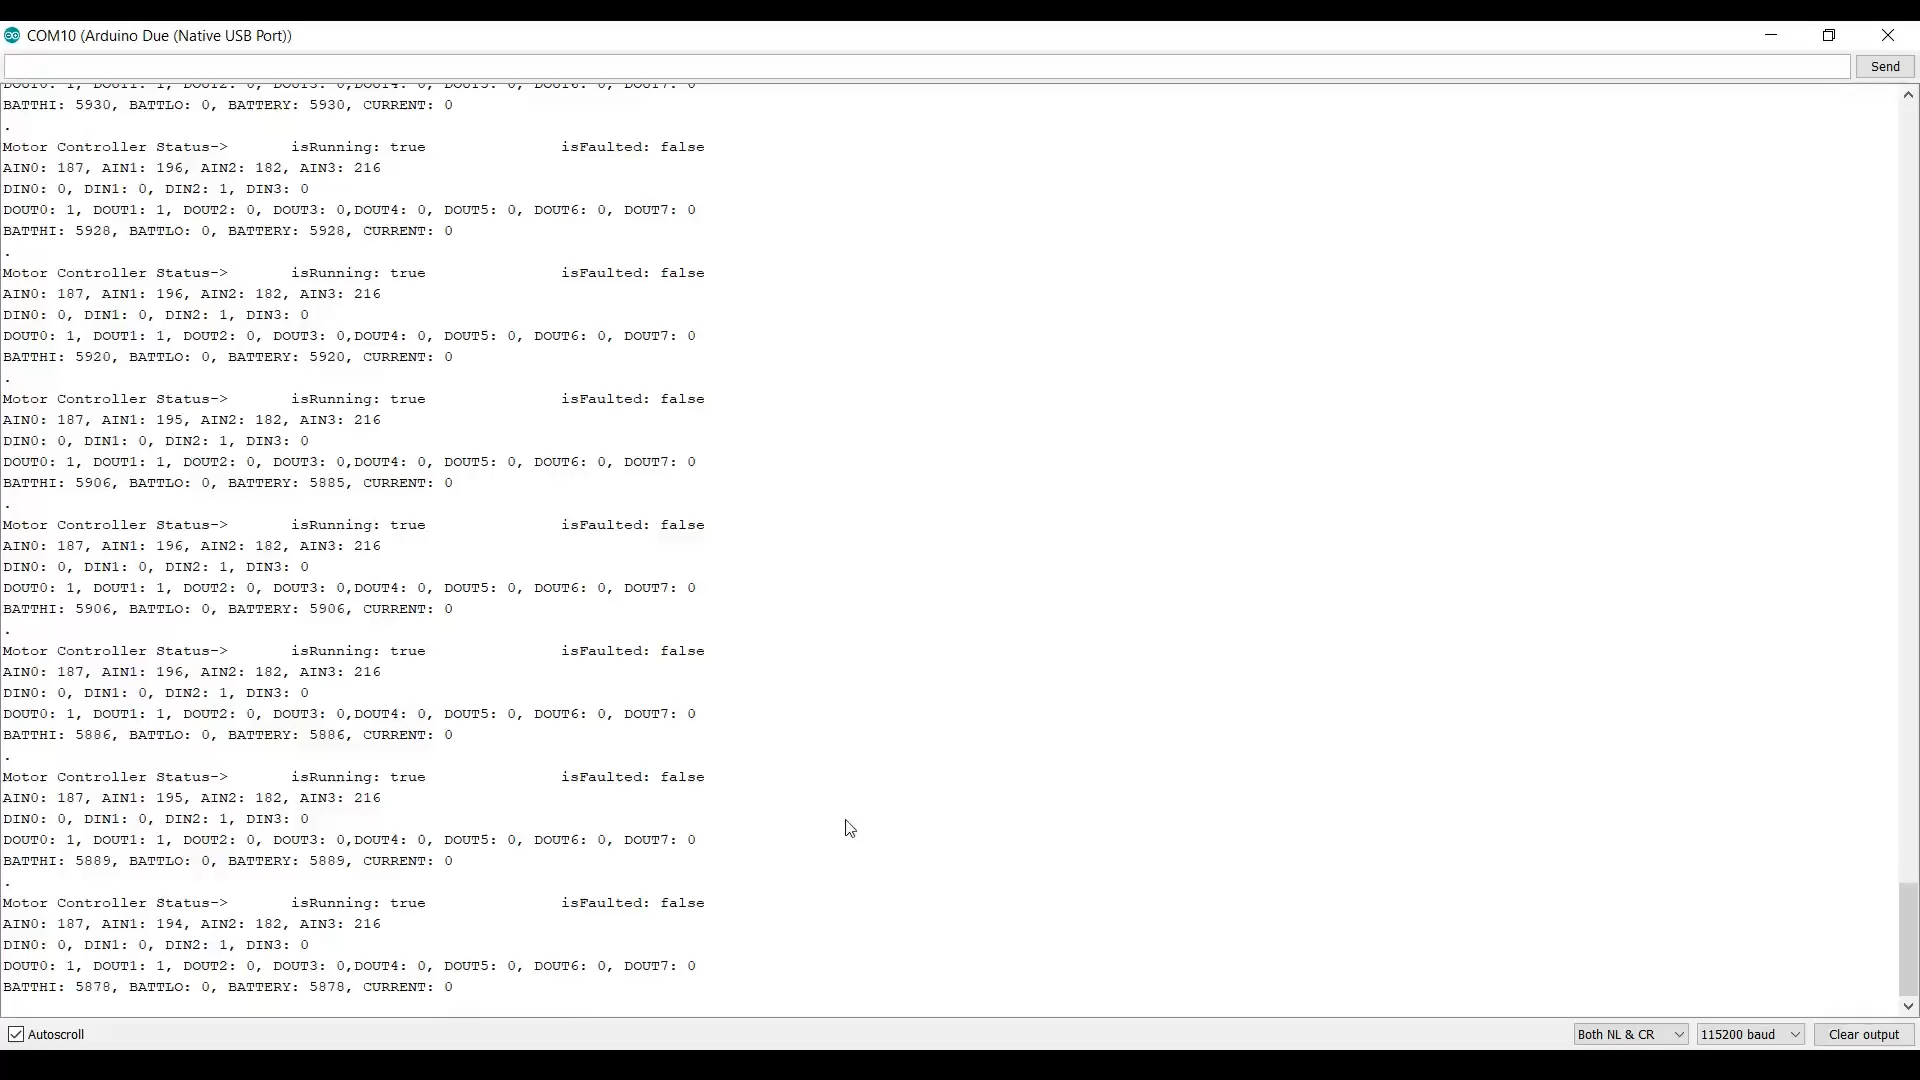 COM10 (Arduino Due (Native USB Port))
Send
DOUT0: 1, DOUT1: 1, DOUT2: 0, DOUT3: 0,DOUT4: 0, DOUT5: 0, DOUT6: 0, DOUT7: 0
BATTHI: 5930, BATTLO: 0, BATTERY: 5930, CURRENT: 0
.
Motor Controller Status->       isRunning: true               isFaulted: false
AIN0: 187, AIN1: 196, AIN2: 182, AIN3: 216
DIN0: 0, DIN1: 0, DIN2: 1, DIN3: 0
DOUT0: 1, DOUT1: 1, DOUT2: 0, DOUT3: 0,DOUT4: 0, DOUT5: 0, DOUT6: 0, DOUT7: 0
BATTHI: 5928, BATTLO: 0, BATTERY: 5928, CURRENT: 0
.
Motor Controller Status->       isRunning: true               isFaulted: false
AIN0: 187, AIN1: 196, AIN2: 182, AIN3: 216
DIN0: 0, DIN1: 0, DIN2: 1, DIN3: 0
DOUT0: 1, DOUT1: 1, DOUT2: 0, DOUT3: 0,DOUT4: 0, DOUT5: 0, DOUT6: 0, DOUT7: 0
BATTHI: 5920, BATTLO: 0, BATTERY: 5920, CURRENT: 0
.
Motor Controller Status->       isRunning: true               isFaulted: false
AIN0: 187, AIN1: 195, AIN2: 182, AIN3: 216
DIN0: 0, DIN1: 0, DIN2: 1, DIN3: 0
DOUT0: 1, DOUT1: 1, DOUT2: 0, DOUT3: 0,DOUT4: 0, DOUT5: 0, DOUT6: 0, DOUT7: 0
BATTHI: 5906, BATTLO: 0, BATTERY: 5885, CURRENT: 0
.
Motor Controller Status->       isRunning: true               isFaulted: false
AIN0: 187, AIN1: 196, AIN2: 182, AIN3: 216
DIN0: 0, DIN1: 0, DIN2: 1, DIN3: 0
DOUT0: 1, DOUT1: 1, DOUT2: 0, DOUT3: 0,DOUT4: 0, DOUT5: 0, DOUT6: 0, DOUT7: 0
BATTHI: 5906, BATTLO: 0, BATTERY: 5906, CURRENT: 0
.
Motor Controller Status->       isRunning: true               isFaulted: false
AIN0: 187, AIN1: 196, AIN2: 182, AIN3: 216
DIN0: 0, DIN1: 0, DIN2: 1, DIN3: 0
DOUT0: 1, DOUT1: 1, DOUT2: 0, DOUT3: 0,DOUT4: 0, DOUT5: 0, DOUT6: 0, DOUT7: 0
BATTHI: 5886, BATTLO: 0, BATTERY: 5886, CURRENT: 0
.
Motor Controller Status->       isRunning: true               isFaulted: false
AIN0: 187, AIN1: 195, AIN2: 182, AIN3: 216
DIN0: 0, DIN1: 0, DIN2: 1, DIN3: 0
DOUT0: 1, DOUT1: 1, DOUT2: 0, DOUT3: 0,DOUT4: 0, DOUT5: 0, DOUT6: 0, DOUT7: 0
BATTHI: 5889, BATTLO: 0, BATTERY: 5889, CURRENT: 0
.
Motor Controller Status->       isRunning: true               isFaulted: false
AIN0: 187, AIN1: 194, AIN2: 182, AIN3: 216
DIN0: 0, DIN1: 0, DIN2: 1, DIN3: 0
DOUT0: 1, DOUT1: 1, DOUT2: 0, DOUT3: 0,DOUT4: 0, DOUT5: 0, DOUT6: 0, DOUT7: 0
BATTHI: 5878, BATTLO: 0, BATTERY: 5878, CURRENT: 0
Autoscroll
Both NL & CR
115200 baud
Clear output